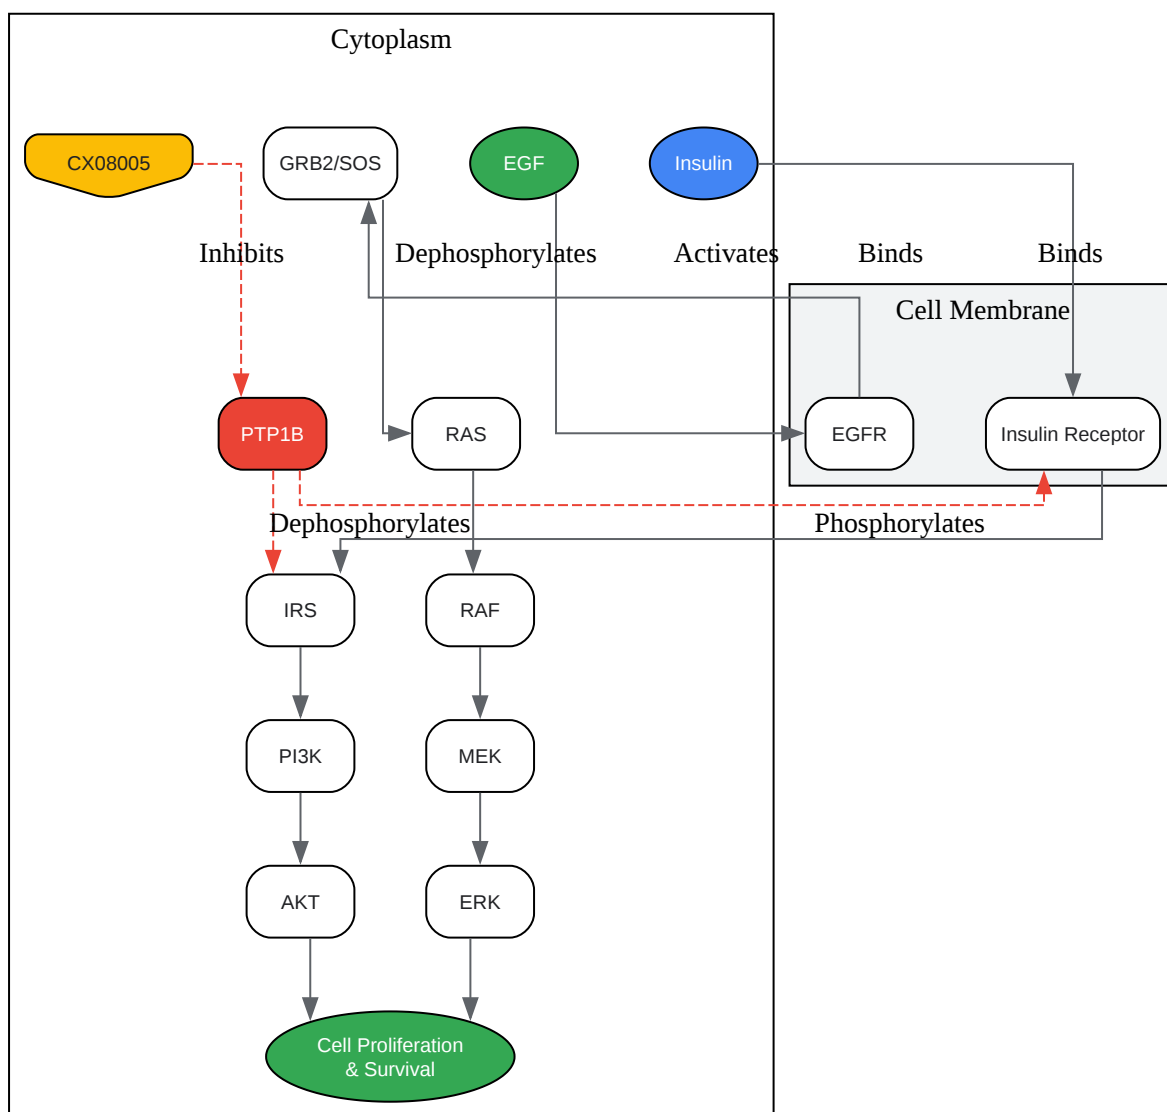 Cytoplasm
CX08005
GRB2/SOS
EGF
Insulin
Inhibits
Dephosphorylates
Activates
Binds
Binds
Cell Membrane
PTP1B
RAS
EGFR
Insulin Receptor
Dephosphorylates
Phosphorylates
IRS
RAF
PI3K
MEK
AKT
ERK
Cell Proliferation
& Survival